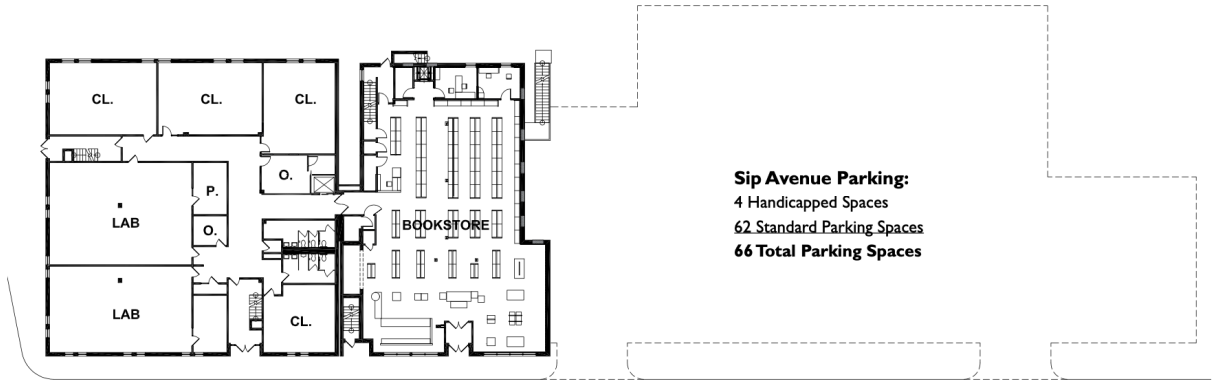 CL.
CL.
CL.
O.
P.
LAB
O.
BOOKSTORE
LAB
CL.
Sip Avenue Parking:
4 Handicapped Spaces
62 Standard Parking Spaces
66 Total Parking Spaces